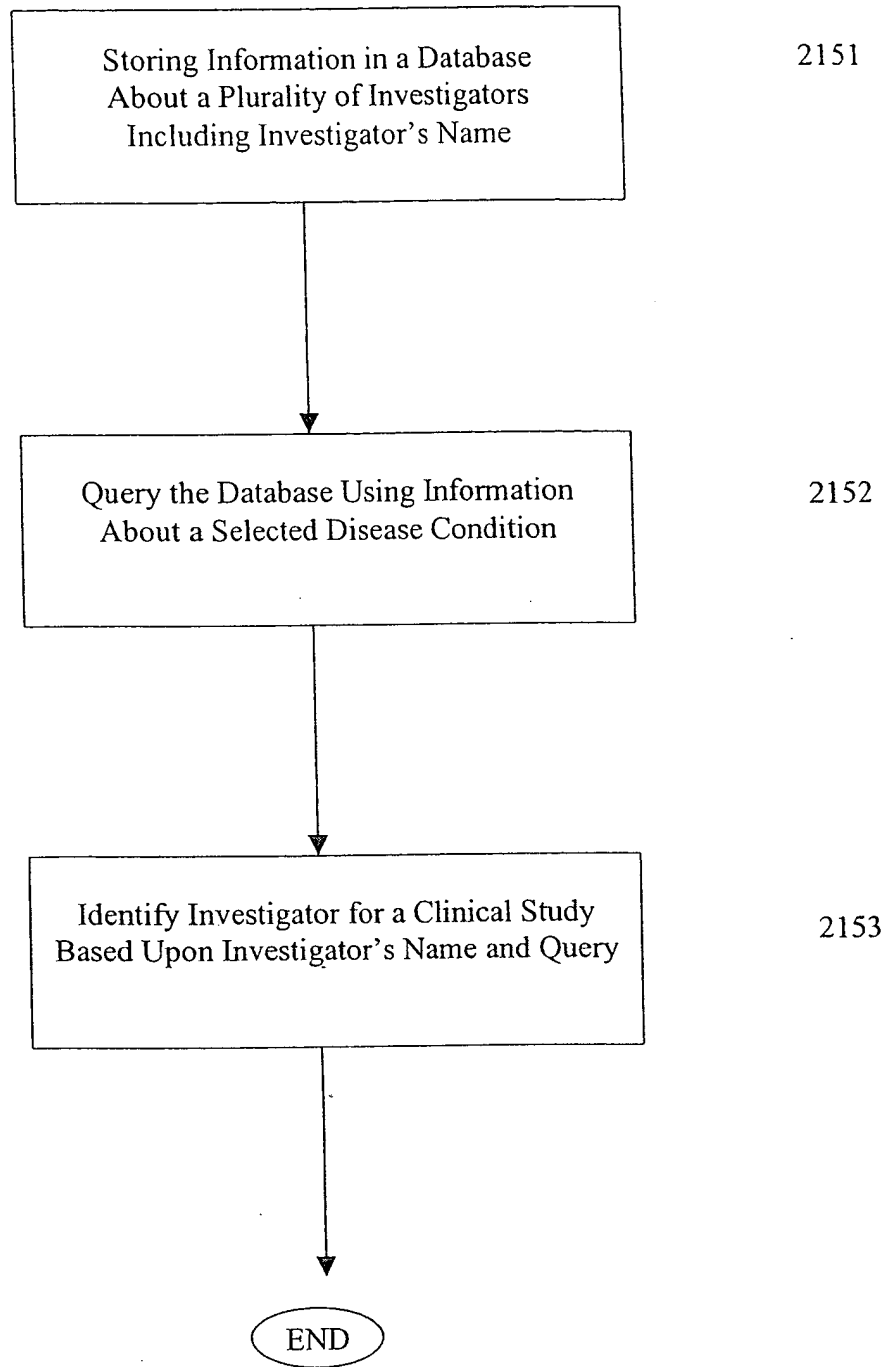 Storing Information in a Database
About a Plurality of Investigators
Including Investigator's Name
2151
Query the Database Using Information
About a Selected Disease Condition
2152
Identify Investigator for a Clinical Study
Based Upon Investigator's Name and Query
2153
END